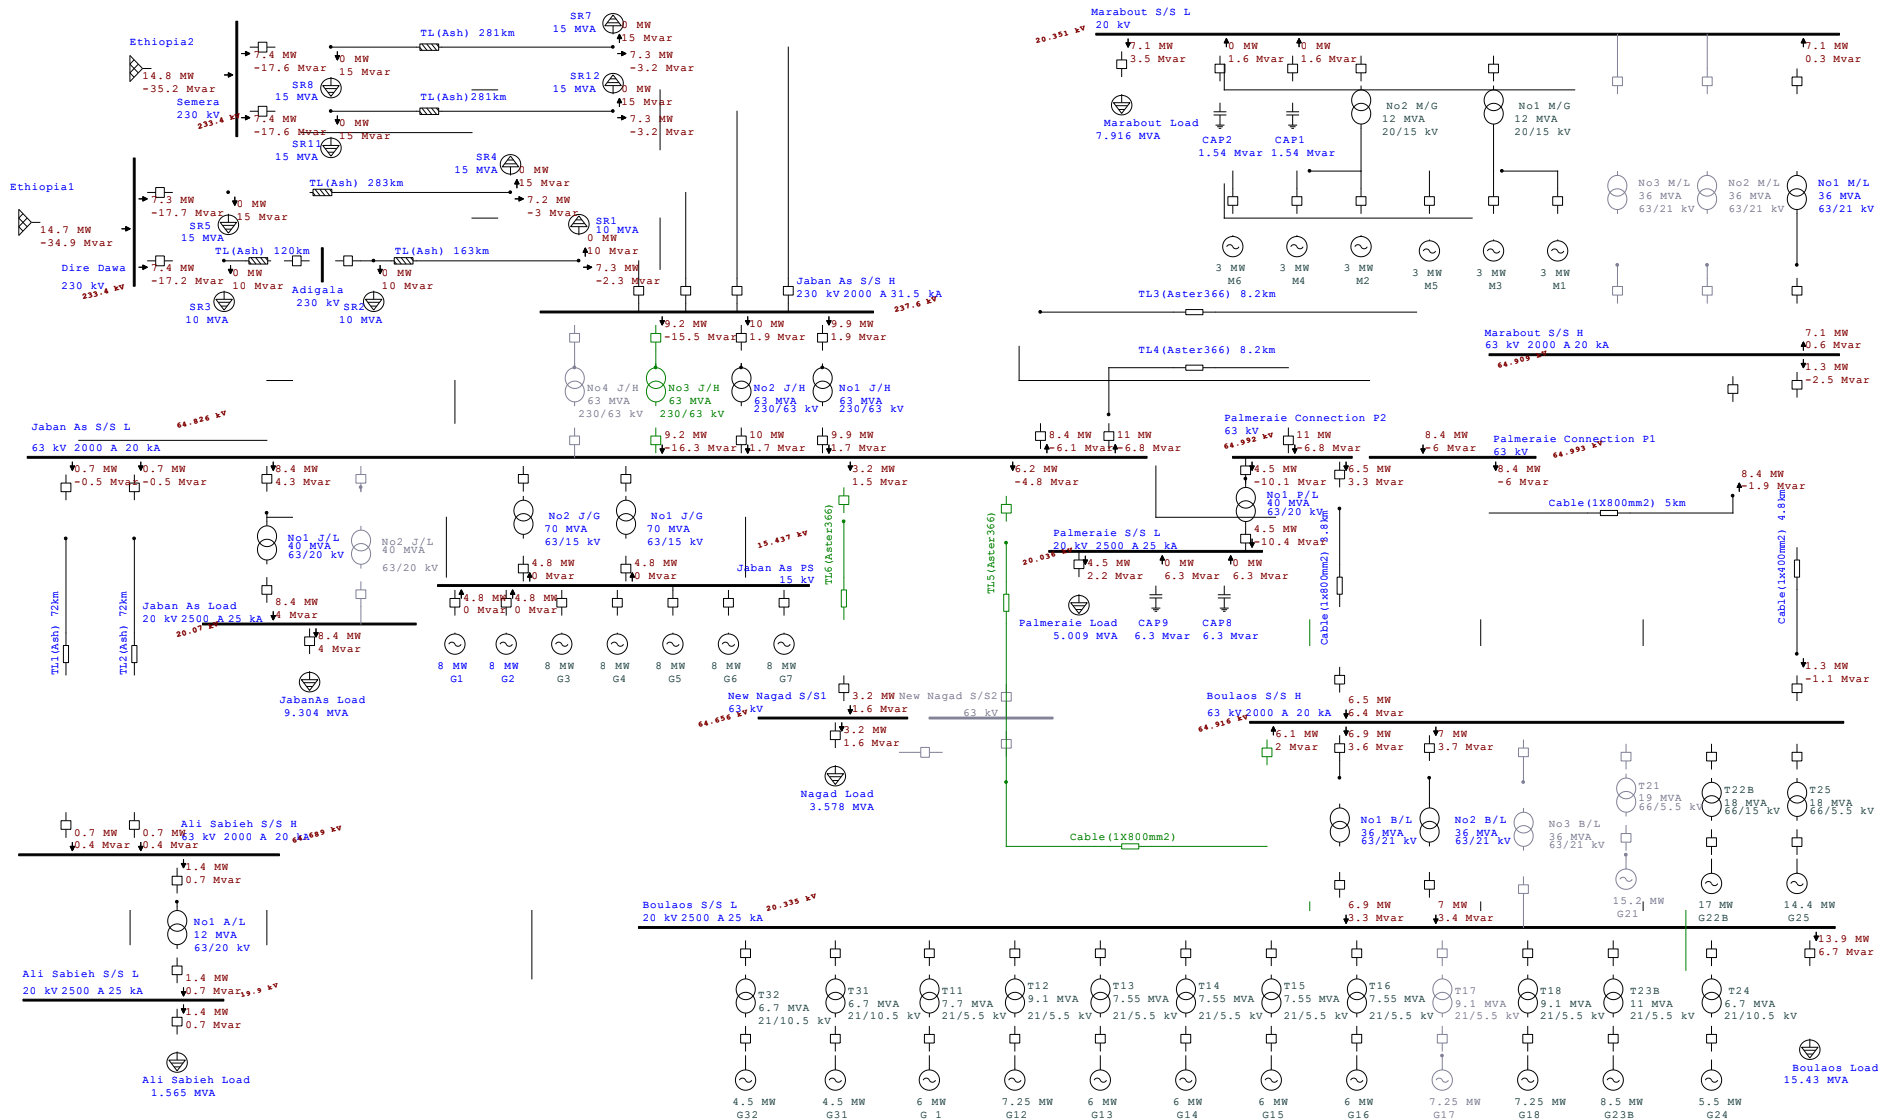 Ethiopia2
14.8 MW
-35.2 Mvar
Semera
230 kV
233.4 kV
7.4 MW
-17.6 Mvar
0 MW
15 Mvar
SR8
15 MVA
TL(Ash) 281km
SR7
15 MVA
0 MW
15 Mvar
7.3 MW
-3.2 Mvar
7.4 MW
-17.6 Mvar
0 MW
15 Mvar
SR11
15 MVA
TL(Ash)281km
SR12
15 MVA
0 MW
15 Mvar
7.3 MW
-3.2 Mvar
Ethiopia1
14.7 MW
-34.9 Mvar
Dire Dawa
230 kV
233.4 kV
7.3 MW
-17.7 Mvar
0 MW
15 Mvar
SR5
15 MVA
TL(Ash) 283km
SR4
15 MVA
0 MW
15 Mvar
7.2 MW
-3 Mvar
7.4 MW
-17.2 Mvar
TL(Ash) 120km
0 MW
10 Mvar
SR3
10 MVA
Adigala
230 kV
TL(Ash) 163km
0 MW
10 Mvar
SR2
10 MVA
SR1
10 MVA
0 MW
10 Mvar
7.3 MW
-2.3 Mvar
Jaban As S/S H
230 kV 2000 A 31.5 kA
237.6 kV
9.2 MW
-15.5 Mvar
10 MW
1.9 Mvar
9.9 MW
1.9 Mvar
No4 J/H
63 MVA
230/63 kV
No3 J/H
63 MVA
230/63 kV
No2 J/H
63 MVA
230/63 kV
No1 J/H
63 MVA
230/63 kV
9.2 MW
-16.3 Mvar
10 MW
1.7 Mvar
9.9 MW
1.7 Mvar
Marabout S/S L
20 kV
20.351 kV
7.1 MW
3.5 Mvar
0 MW
1.6 Mvar
0 MW
1.6 Mvar
7.1 MW
0.3 Mvar
Marabout Load
7.916 MVA
CAP2
1.54 Mvar
CAP1
1.54 Mvar
No2 M/G
12 MVA
20/15 kV
No1 M/G
12 MVA
20/15 kV
No3 M/L
36 MVA
63/21 kV
No2 M/L
36 MVA
63/21 kV
No1 M/L
36 MVA
63/21 kV
3 MW
M6
3 MW
M4
3 MW
M2
3 MW
M5
3 MW
M3
3 MW
M1
TL3(Aster366) 8.2km
TL4(Aster366) 8.2km
Marabout S/S H
63 kV 2000 A 20 kA
64.909 kV
7.1 MW
0.6 Mvar
1.3 MW
-2.5 Mvar
Jaban As S/S L
63 kV 2000 A 20 kA
64.826 kV
0.7 MW
-0.5 Mvar
0.7 MW
-0.5 Mvar
8.4 MW
4.3 Mvar
3.2 MW
1.5 Mvar
6.2 MW
-4.8 Mvar
8.4 MW
-6.1 Mvar
11 MW
-6.8 Mvar
Palmeraie Connection P2
63 kV
64.992 kV
11 MW
-6.8 Mvar
4.5 MW
-10.1 Mvar
6.5 MW
3.3 Mvar
8.4 MW
-6 Mvar
Palmeraie Connection P1
63 kV
64.993 kV
8.4 MW
-6 Mvar
8.4 MW
-1.9 Mvar
Cable(1X800mm2) 5km
Cable(1x400mm2) 4.8km
No1 P/L
40 MVA
63/20 kV
4.5 MW
-10.4 Mvar
Palmeraie S/S L
20 kV 2500 A 25 kA
20.036 kV
4.5 MW
2.2 Mvar
0 MW
6.3 Mvar
0 MW
6.3 Mvar
Palmeraie Load
5.009 MVA
CAP9
6.3 Mvar
CAP8
6.3 Mvar
No1 J/L
40 MVA
63/20 kV
No2 J/L
40 MVA
63/20 kV
No2 J/G
70 MVA
63/15 kV
No1 J/G
70 MVA
63/15 kV
4.8 MW
0 Mvar
4.8 MW
0 Mvar
15.437 kV
Jaban As PS
15 kV
4.8 MW
0 Mvar
4.8 MW
0 Mvar
8 MW
G1
8 MW
G2
8 MW
G3
8 MW
G4
8 MW
G5
8 MW
G6
8 MW
G7
TL6(Aster366)
TL5(Aster366)
TL1(Ash) 72km
TL2(Ash) 72km
Jaban As Load
20 kV 2500 A 25 kA
20.07 kV
8.4 MW
4 Mvar
8.4 MW
4 Mvar
JabanAs Load
9.304 MVA
New Nagad S/S1
63 kV
64.656 kV
3.2 MW
1.6 Mvar
3.2 MW
1.6 Mvar
Nagad Load
3.578 MVA
New Nagad S/S2
63 kV
Cable(1X800mm2)
Boulaos S/S H
63 kV 2000 A 20 kA
64.916 kV
6.5 MW
6.4 Mvar
1.3 MW
-1.1 Mvar
6.1 MW
2 Mvar
6.9 MW
3.6 Mvar
7 MW
3.7 Mvar
No1 B/L
36 MVA
63/21 kV
No2 B/L
36 MVA
63/21 kV
No3 B/L
36 MVA
63/21 kV
T21
19 MVA
66/5.5 kV
T22B
18 MVA
66/15 kV
T25
18 MVA
66/5.5 kV
15.2 MW
G21
17 MW
G22B
14.4 MW
G25
6.9 MW
3.3 Mvar
7 MW
3.4 Mvar
Ali Sabieh S/S H
63 kV 2000 A 20 kA
0.7 MW
0.4 Mvar
0.7 MW
0.4 Mvar
1.4 MW
0.7 Mvar
No1 A/L
12 MVA
63/20 kV
Ali Sabieh S/S L
20 kV 2500 A 25 kA
19.9 kV
1.4 MW
0.7 Mvar
1.4 MW
0.7 Mvar
Ali Sabieh Load
1.565 MVA
Boulaos S/S L
20 kV 2500 A 25 kA
20.335 kV
13.9 MW
6.7 Mvar
T32
6.7 MVA
21/10.5 kV
T31
6.7 MVA
21/10.5 kV
T11
7.7 MVA
21/5.5 kV
T12
9.1 MVA
21/5.5 kV
T13
7.55 MVA
21/5.5 kV
T14
7.55 MVA
21/5.5 kV
T15
7.55 MVA
21/5.5 kV
T16
7.55 MVA
21/5.5 kV
T17
9.1 MVA
21/5.5 kV
T18
9.1 MVA
21/5.5 kV
T23B
11 MVA
21/5.5 kV
T24
6.7 MVA
21/10.5 kV
4.5 MW
G32
4.5 MW
G31
6 MW
G 1
7.25 MW
G12
6 MW
G13
6 MW
G14
6 MW
G15
6 MW
G16
7.25 MW
G17
7.25 MW
G18
8.5 MW
G23B
5.5 MW
G24
Boulaos Load
15.43 MVA